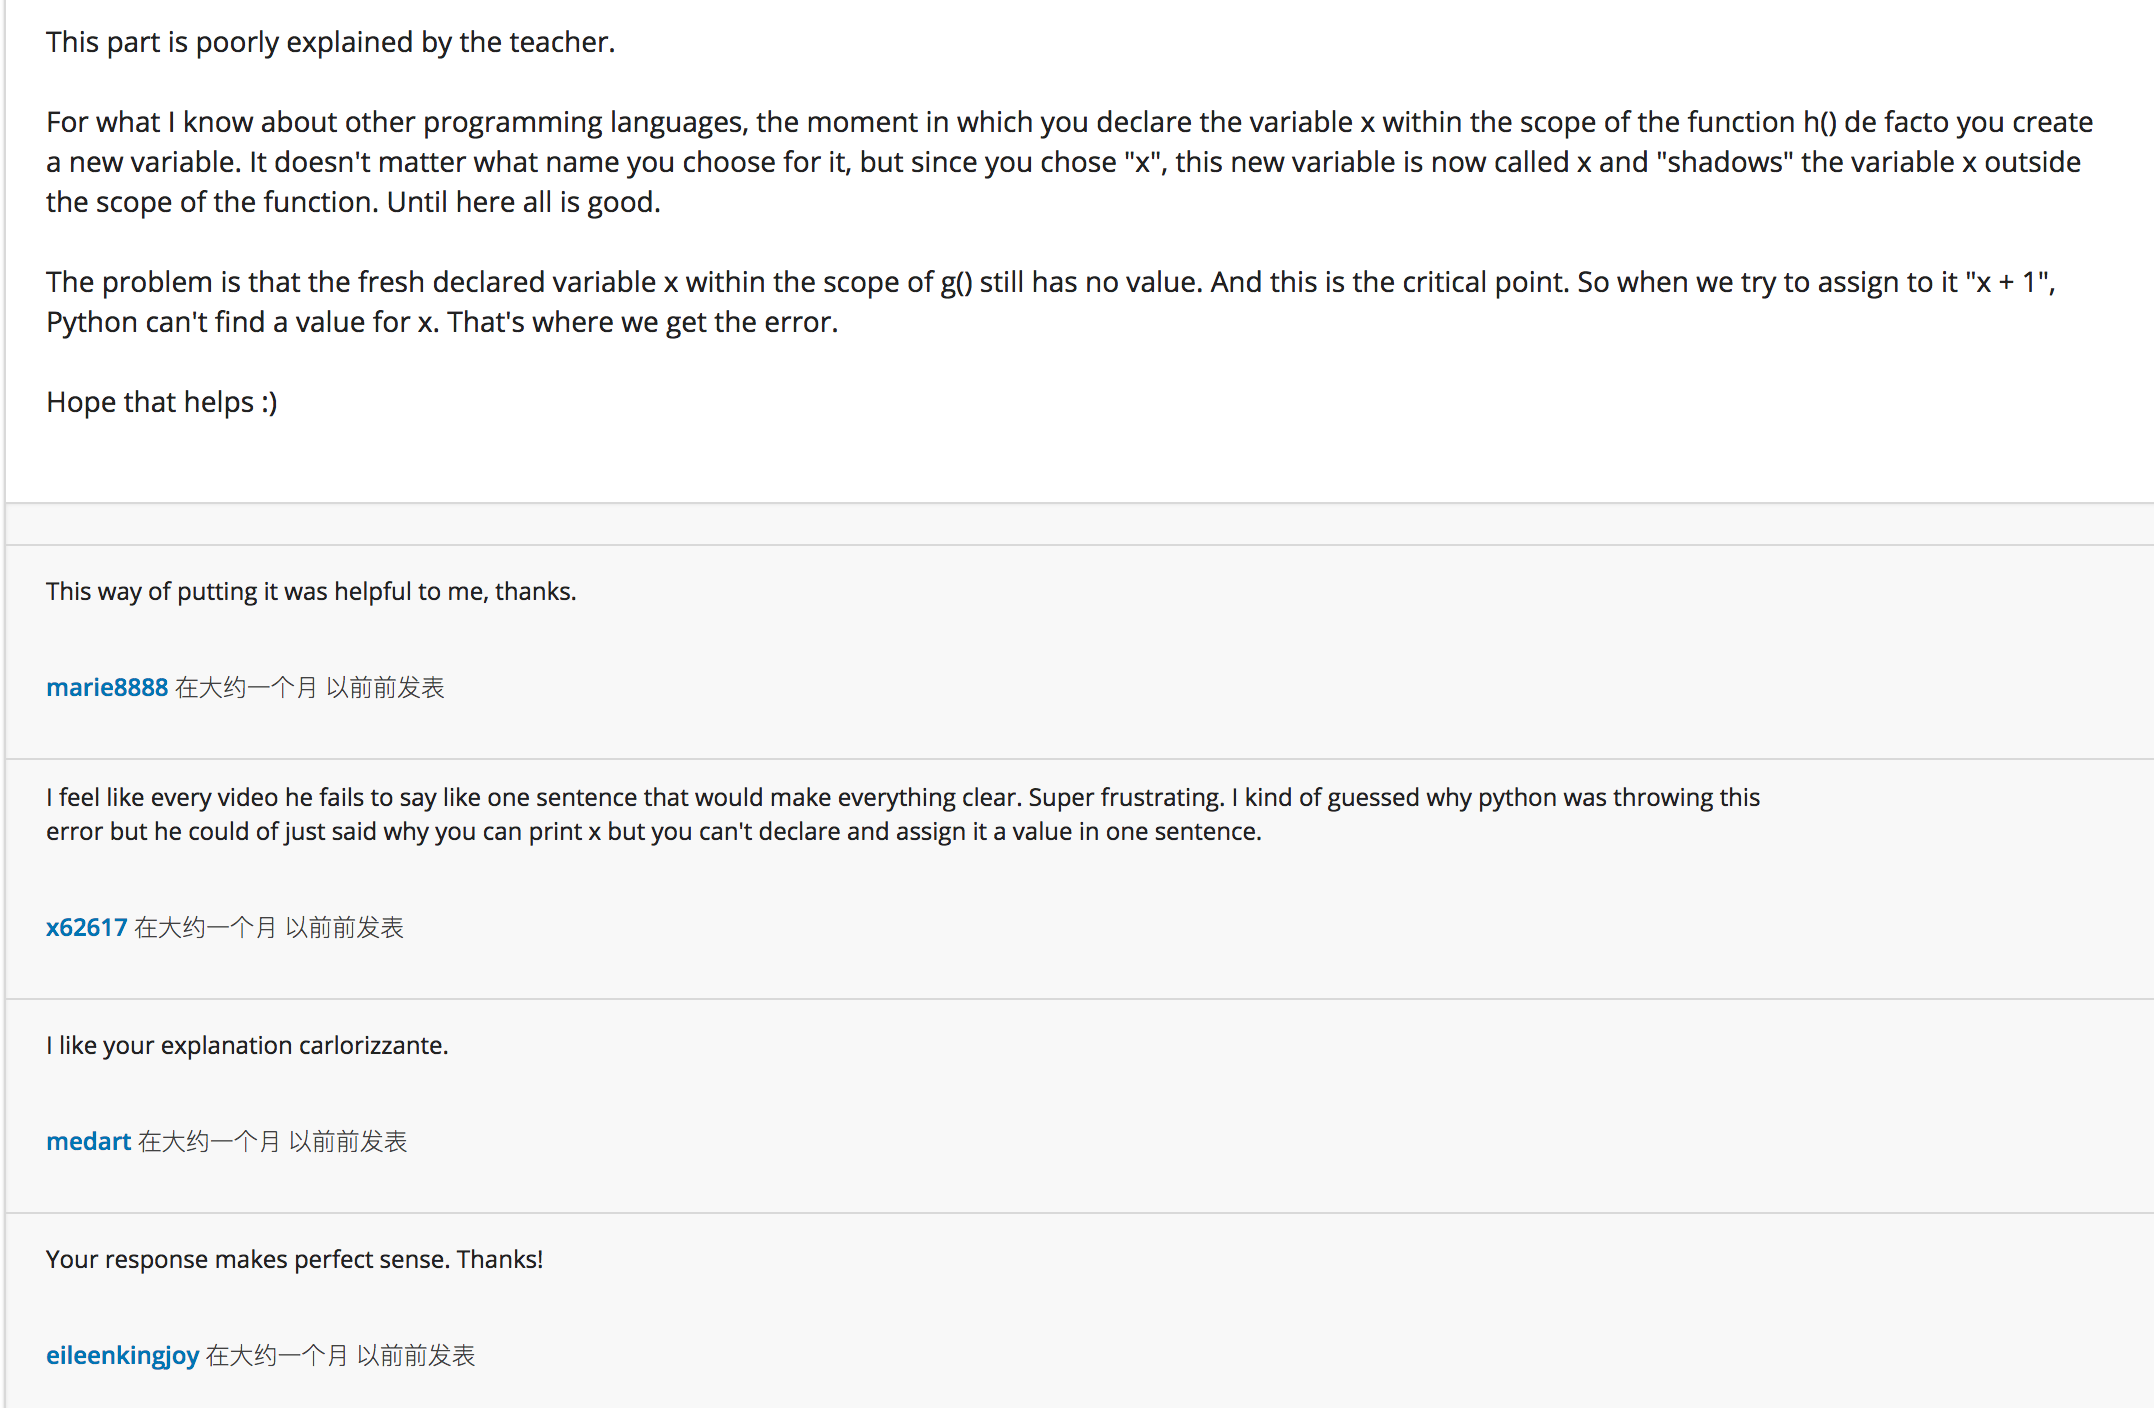 This part is poorly explained by the teacher.
For what I know about other programming languages, the moment in which you declare the variable x within the scope of the function h() de facto you create
a new variable. It doesn't matter what name you choose for it, but since you chose "x", this new variable is now called x and "shadows" the variable x outside
the scope of the function. Until here all is good.
The problem is that the fresh declared variable x within the scope of g() still has no value. And this is the critical point. So when we try to assign to it "x + 1",
Python can't find a value for x. That's where we get the error.
Hope that helps :)
This way of putting it was helpful to me, thanks.
marie8888 在大约一个月 以前前发表
I feel like every video he fails to say like one sentence that would make everything clear. Super frustrating. I kind of guessed why python was throwing this
error but he could of just said why you can print x but you can't declare and assign it a value in one sentence.
x62617 在大约一个月 以前前发表
I like your explanation carlorizzante.
medart 在大约一个月 以前前发表
Your response makes perfect sense. Thanks!
eileenkingjoy 在大约一个月 以前前发表